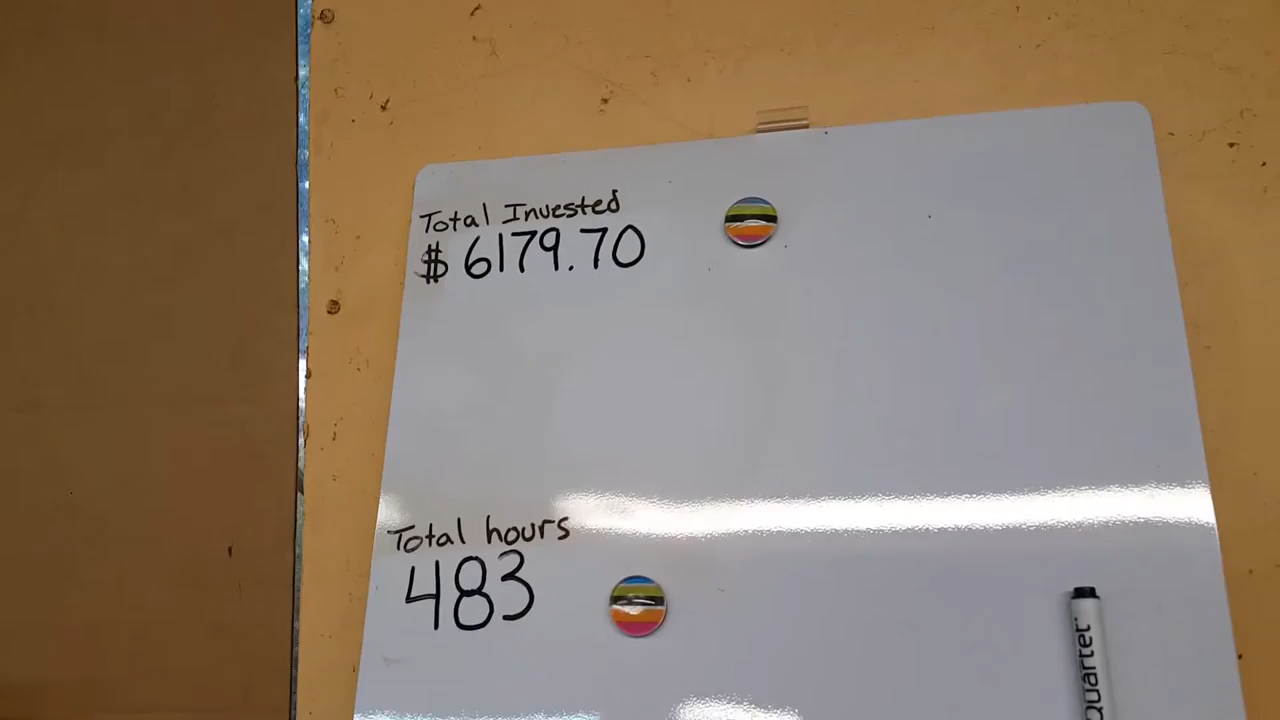 Total Invested
$ 6179.70
Total hours
483
Quartet